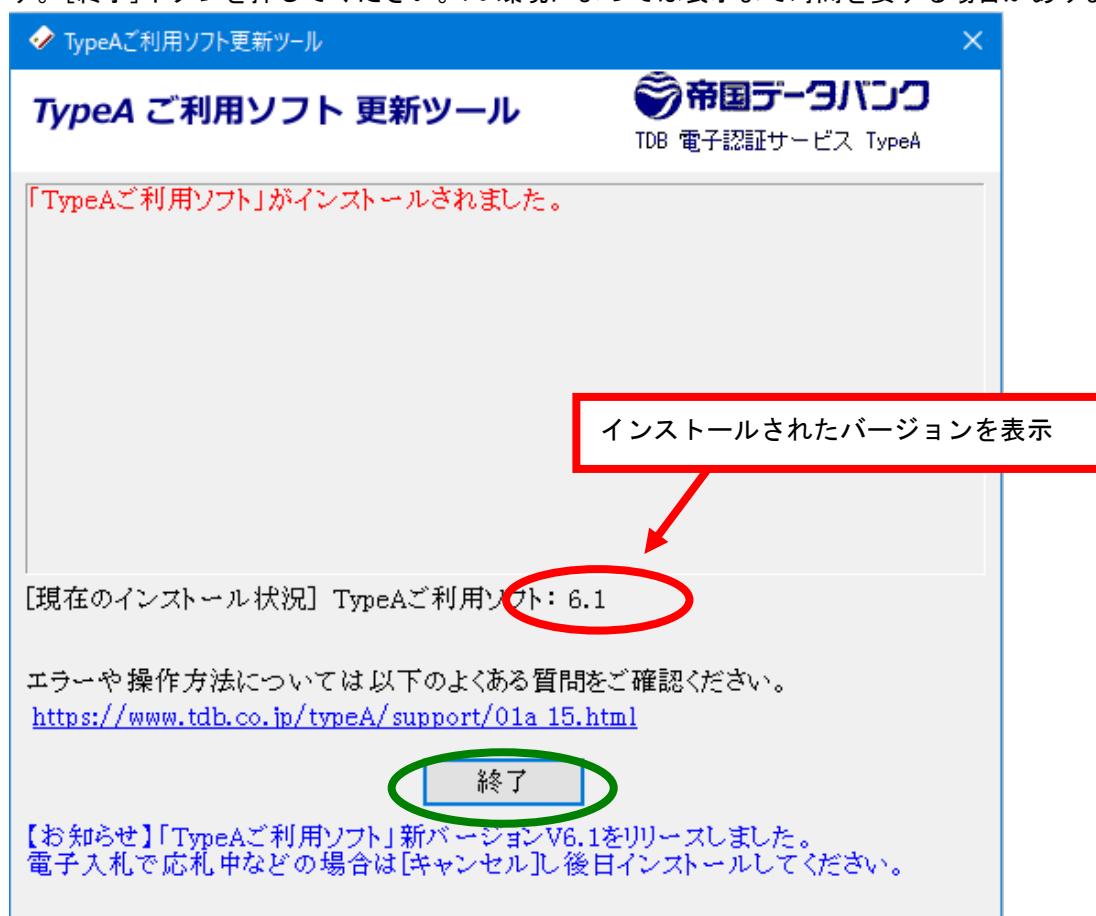 TypeAご利用ソフト更新ツール
TypeA ご利用ソフト 更新ツール
帝国データバンク
TDB 電子認証サービス TypeA
「TypeAご利用ソフト」がインストールされました。
インストールされたバージョンを表示
[現在のインストール状況] TypeAご利用ソフト: 6.1
エラーや操作方法については以下のよくある質問をご確認ください。
https://www.tdb.co.jp/typeA/support/01a_15.html
終了
【お知らせ】「TypeAご利用ソフト」新バージョンV6.1をリリースしました。
電子入札で応札中などの場合は[キャンセル]し後日インストールしてください。